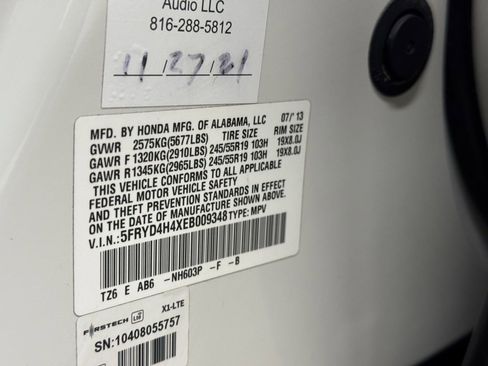 Audio LLC
816-288-5812
11/27/21
MFD. BY HONDA MFG. OF ALABAMA, LLC 07/'13
GVWR 2575KG(5677LBS) TIRE SIZE RIM SIZE
GAWR F 1320KG(2910LBS) 245/55R19 103H 19X8.0J
GAWR R 1345KG(2965LBS) 245/55R19 103H 19X8.0J
THIS VEHICLE CONFORMS TO ALL APPLICABLE
FEDERAL MOTOR VEHICLE SAFETY
AND THEFT PREVENTION STANDARDS IN EFFECT
ON THE DATE OF MANUFACTURE SHOWN ABOVE.
V.I.N.:5FRYD4H4XEB009348 TYPE: MPV
TZ6 E AB6 -NH603P -F -B
FIRSTECH XI-LTE
SN:10408055757